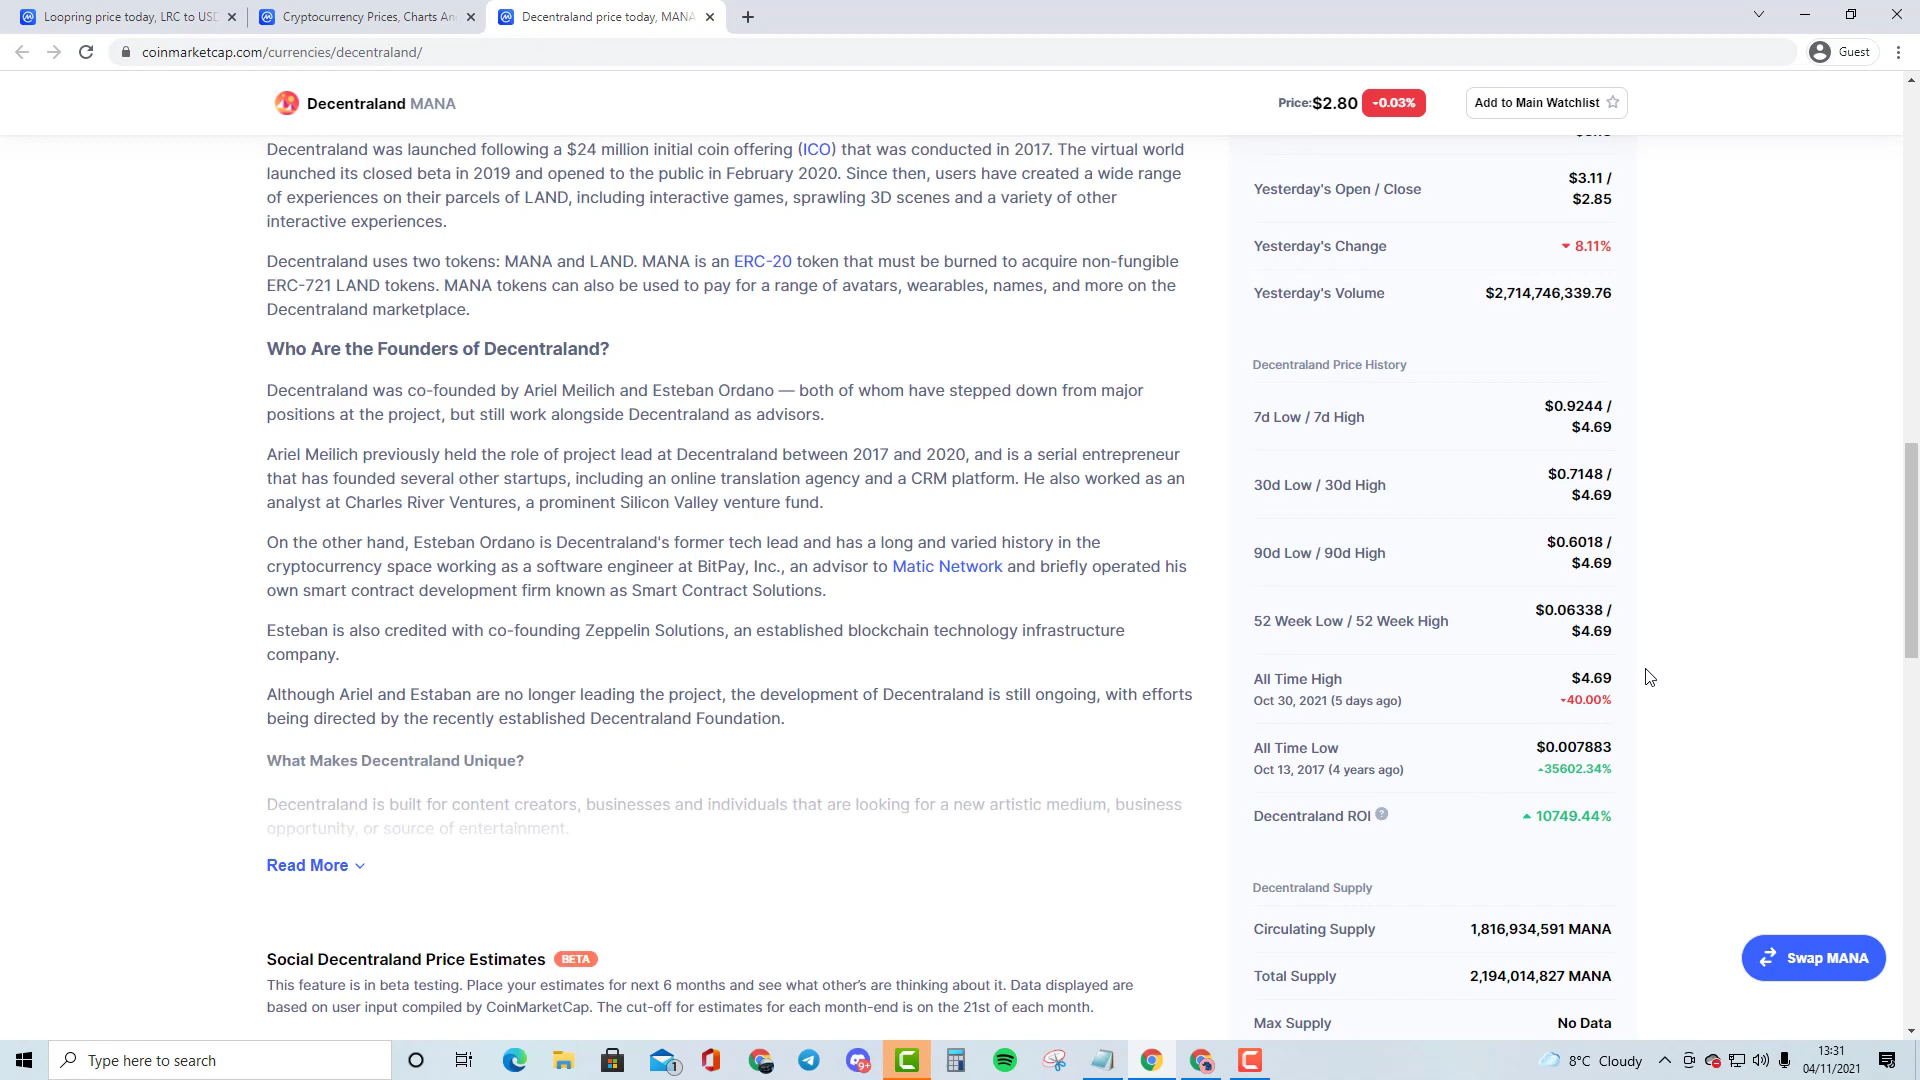 Loopring price today, LRC to USD
Cryptocurrency Prices, Charts An
Decentraland price today, MANA
coinmarketcap.com/currencies/decentraland/
Guest
Decentraland MANA
Price:$2.80
-0.03%
Add to Main Watchlist
Decentraland was launched following a $24 million initial coin offering (ICO) that was conducted in 2017. The virtual world
launched its closed beta in 2019 and opened to the public in February 2020. Since then, users have created a wide range
of experiences on their parcels of LAND, including interactive games, sprawling 3D scenes and a variety of other
interactive experiences.
Decentraland uses two tokens: MANA and LAND. MANA is an ERC-20 token that must be burned to acquire non-fungible
ERC-721 LAND tokens. MANA tokens can also be used to pay for a range of avatars, wearables, names, and more on the
Decentraland marketplace.
Who Are the Founders of Decentraland?
Decentraland was co-founded by Ariel Meilich and Esteban Ordano — both of whom have stepped down from major
positions at the project, but still work alongside Decentraland as advisors.
Ariel Meilich previously held the role of project lead at Decentraland between 2017 and 2020, and is a serial entrepreneur
that has founded several other startups, including an online translation agency and a CRM platform. He also worked as an
analyst at Charles River Ventures, a prominent Silicon Valley venture fund.
On the other hand, Esteban Ordano is Decentraland's former tech lead and has a long and varied history in the
cryptocurrency space working as a software engineer at BitPay, Inc., an advisor to Matic Network and briefly operated his
own smart contract development firm known as Smart Contract Solutions.
Esteban is also credited with co-founding Zeppelin Solutions, an established blockchain technology infrastructure
company.
Although Ariel and Estaban are no longer leading the project, the development of Decentraland is still ongoing, with efforts
being directed by the recently established Decentraland Foundation.
What Makes Decentraland Unique?
Decentraland is built for content creators, businesses and individuals that are looking for a new artistic medium, business
opportunity, or source of entertainment.
Read More
Social Decentraland Price Estimates BETA
This feature is in beta testing. Place your estimates for next 6 months and see what other's are thinking about it. Data displayed are
based on user input compiled by CoinMarketCap. The cut-off for estimates for each month-end is on the 21st of each month.
Yesterday's Open / Close
$3.11 /
$2.85
Yesterday's Change
8.11%
Yesterday's Volume
$2,714,746,339.76
Decentraland Price History
7d Low / 7d High
$0.9244 /
$4.69
30d Low / 30d High
$0.7148 /
$4.69
90d Low / 90d High
$0.6018 /
$4.69
52 Week Low / 52 Week High
$0.06338 /
$4.69
All Time High
$4.69
Oct 30, 2021 (5 days ago)
40.00%
All Time Low
$0.007883
Oct 13, 2017 (4 years ago)
35602.34%
Decentraland ROI
10749.44%
Decentraland Supply
Circulating Supply
1,816,934,591 MANA
Total Supply
2,194,014,827 MANA
Max Supply
No Data
Swap MANA
Type here to search
1
9+
8°C Cloudy
13:31
04/11/2021